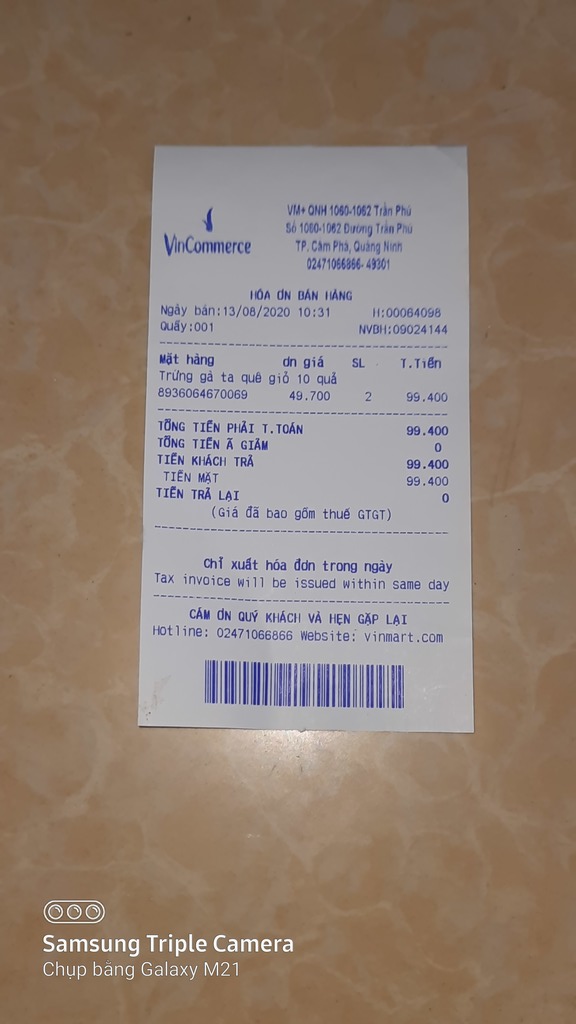 VinCommerce
VM+ QNH 1060-1062 Trần Phú
Số 1060-1062 Đường Trần Phú
TP. Cẩm Phả, Quảng Ninh
02471066866- 49301
HÓA ƠN BÁN HÀNG
Ngày bán:13/08/2020 10:31 H:00064098
Quầy:001 NVBH:09024144
Mặt hàng ơn giá SL T.Tiền
Trứng gà ta quê giỏ 10 quả
8936064670069 49.700 2 99.400
TỔNG TIỀN PHẢI T.TOÁN 99.400
TỔNG TIỀN Ã GIẢM 0
TIỀN KHÁCH TRẢ 99.400
TIỀN MẶT 99.400
TIỀN TRẢ LẠI 0
(Giá đã bao gồm thuế GTGT)
Chỉ xuất hóa đơn trong ngày
Tax invoice will be issued within same day
CẢM ƠN QUÝ KHÁCH VÀ HẸN GẶP LẠI
Hotline: 02471066866 Website: vinmart.com
Samsung Triple Camera
Chụp bằng Galaxy M21